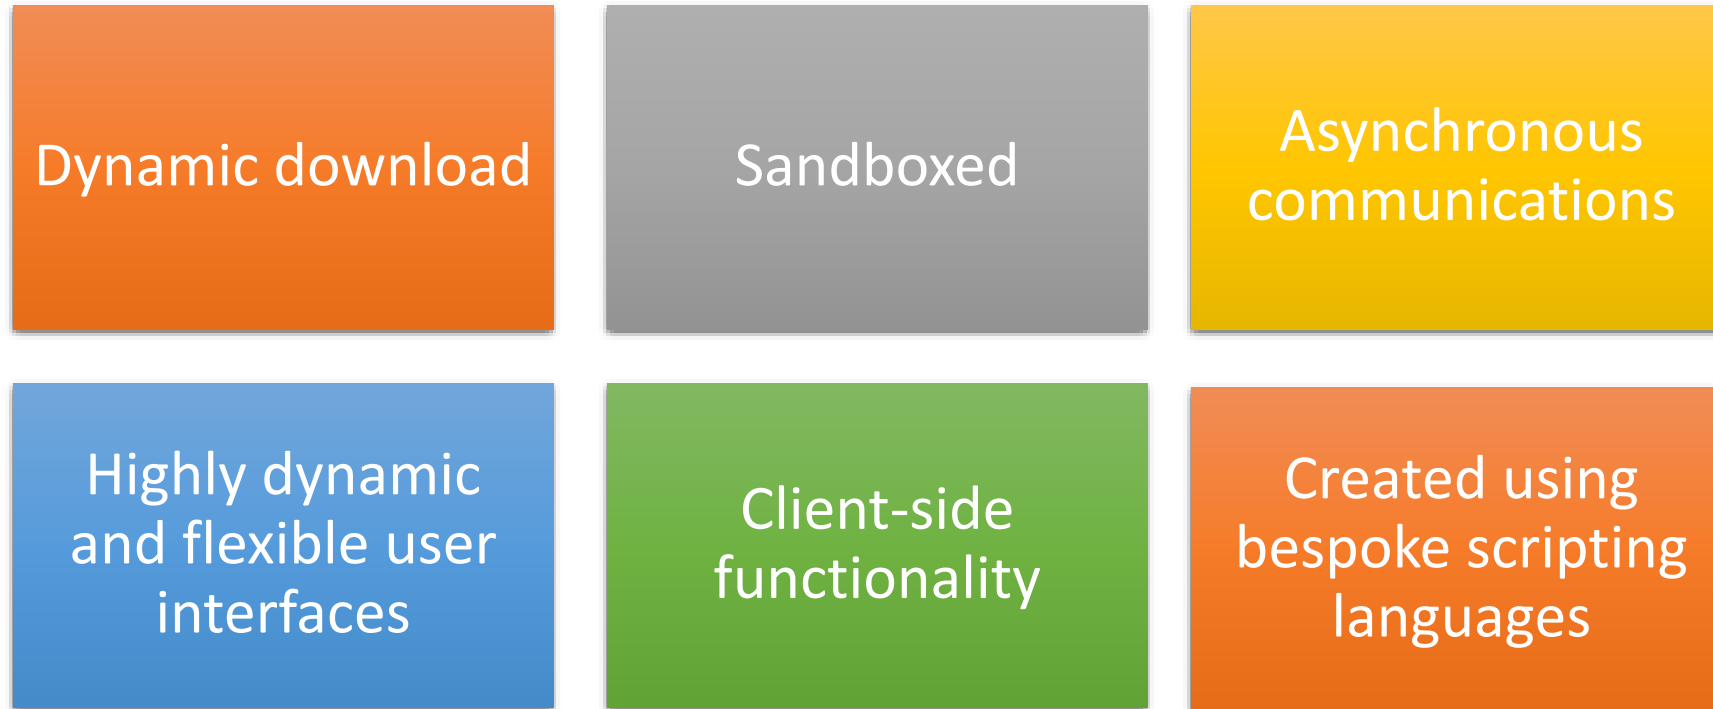 Dynamic download
Sandboxed
Asynchronous
communications
Highly dynamic
and flexible user
interfaces
Client-side
functionality
Created using
bespoke scripting
languages